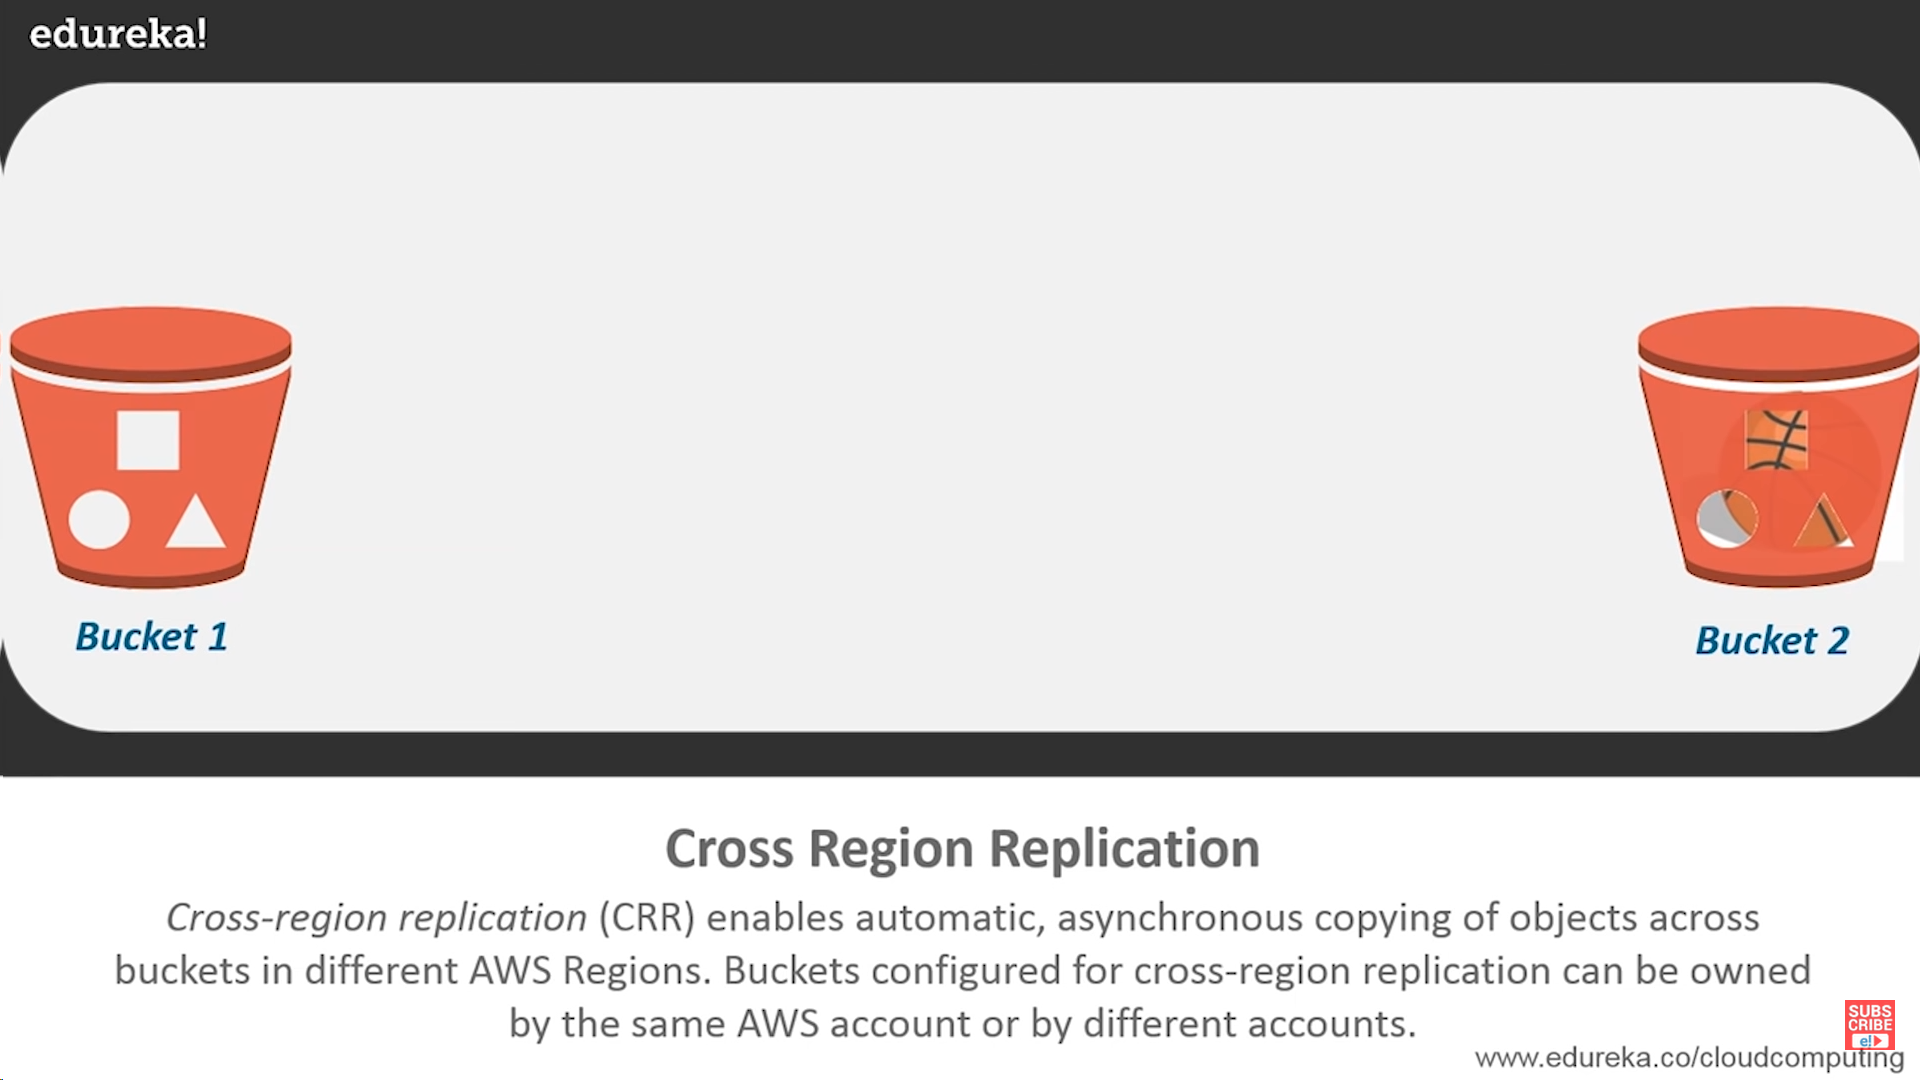 edureka!
Bucket 1
Bucket 2
Cross Region Replication
Cross-region replication (CRR) enables automatic, asynchronous copying of objects across
buckets in different AWS Regions. Buckets configured for cross-region replication can be owned
by the same AWS account or by different accounts.
SUBS
CRIBE
e!
www.edureka.co/cloudcomputing